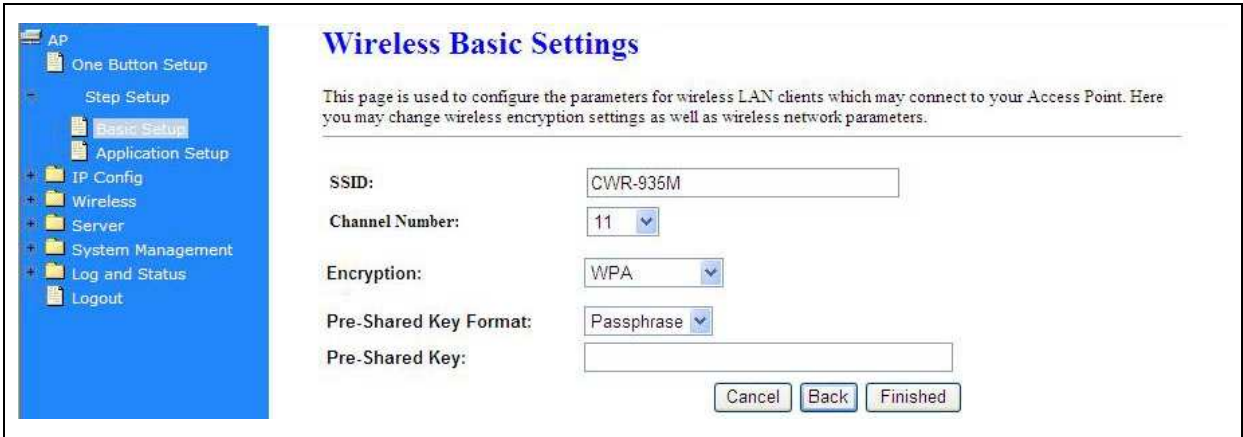 AP
One Button Setup
Step Setup
Basic Setup
Application Setup
IP Config
Wireless
Server
System Management
Log and Status
Logout
Wireless Basic Settings
This page is used to configure the parameters for wireless LAN clients which may connect to your Access Point. Here
you may change wireless encryption settings as well as wireless network parameters.
SSID: CWR-935M
Channel Number: 11
Encryption: WPA
Pre-Shared Key Format: Passphrase
Pre-Shared Key:
Cancel Back Finished